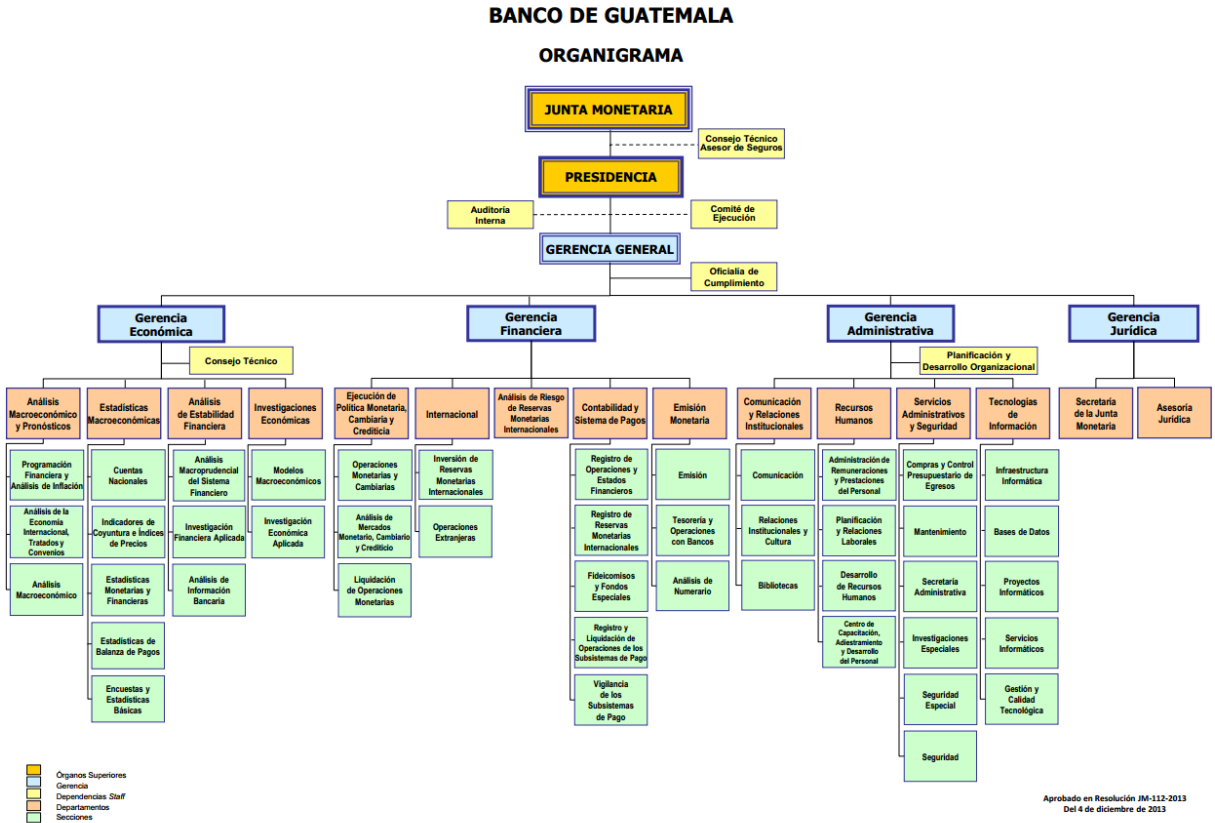 BANCO DE GUATEMALA
ORGANIGRAMA
JUNTA MONETARIA
Consejo Técnico
Asesor de Seguros
PRESIDENCIA
Auditoría
Interna
Comité de
Ejecución
GERENCIA GENERAL
Oficialía de
Cumplimiento
Gerencia
Económica
Gerencia
Financiera
Gerencia
Administrativa
Gerencia
Jurídica
Consejo Técnico
Planificación y
Desarrollo Organizacional
Análisis
Macroeconómico
y Pronósticos
Estadísticas
Macroeconómicas
Análisis
de Estabilidad
Financiera
Investigaciones
Económicas
Ejecución de
Política Monetaria,
Cambiaria y
Crediticia
Internacional
Análisis de Riesgo
de Reservas
Monetarias
Internacionales
Contabilidad y
Sistema de Pagos
Emisión
Monetaria
Comunicación
y Relaciones
Institucionales
Recursos
Humanos
Servicios
Administrativos
y Seguridad
Tecnologías
de
Información
Secretaría
de la Junta
Monetaria
Asesoría
Jurídica
Programación
Financiera y
Análisis de Inflación
Análisis de la
Economía
Internacional,
Tratados y
Convenios
Análisis
Macroeconómico
Cuentas
Nacionales
Indicadores de
Coyuntura e Índices
de Precios
Estadísticas
Monetarias y
Financieras
Estadísticas de
Balanza de Pagos
Encuestas y
Estadísticas
Básicas
Análisis
Macroprudencial
del Sistema
Financiero
Investigación
Financiera Aplicada
Análisis de
Información
Bancaria
Modelos
Macroeconómicos
Investigación
Económica
Aplicada
Operaciones
Monetarias y
Cambiarias
Análisis de
Mercados
Monetario, Cambiario
y Crediticio
Liquidación
de Operaciones
Monetarias
Inversión de
Reservas
Monetarias
Internacionales
Operaciones
Extranjeras
Registro de
Operaciones y
Estados
Financieros
Registro de
Reservas
Monetarias
Internacionales
Fideicomisos
y Fondos
Especiales
Registro y
Liquidación de
Operaciones de los
Subsistemas de Pago
Vigilancia
de los
Subsistemas
de Pago
Emisión
Tesorería y
Operaciones
con Bancos
Análisis de
Numerario
Comunicación
Relaciones
Institucionales y
Cultura
Bibliotecas
Administración de
Remuneraciones
y Prestaciones
del Personal
Planificación
y Relaciones
Laborales
Desarrollo
de Recursos
Humanos
Centro de
Capacitación,
Adiestramiento
y Desarrollo
del Personal
Compras y Control
Presupuestario de
Egresos
Mantenimiento
Secretaría
Administrativa
Investigaciones
Especiales
Seguridad
Especial
Seguridad
Infraestructura
Informática
Bases de Datos
Proyectos
Informáticos
Servicios
Informáticos
Gestión y
Calidad
Tecnológica
Órganos Superiores
Gerencia
Dependencias Staff
Departamentos
Secciones
Aprobado en Resolución JM-112-2013
Del 4 de diciembre de 2013